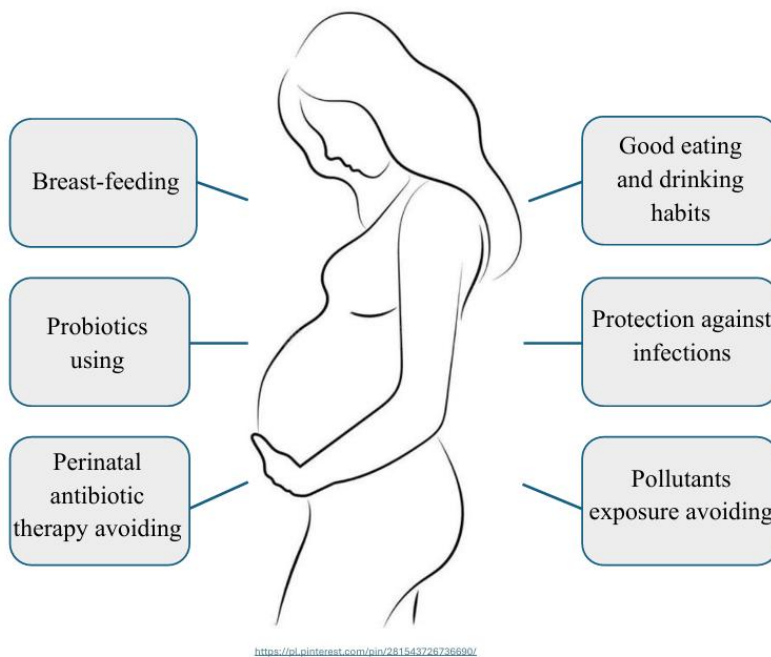 Breast-feeding
Probiotics
using
Perinatal
antibiotic
therapy avoiding
Good eating
and drinking
habits
Protection against
infections
Pollutants
exposure avoiding
https://pl.pinterest.com/pin/281543726736690/